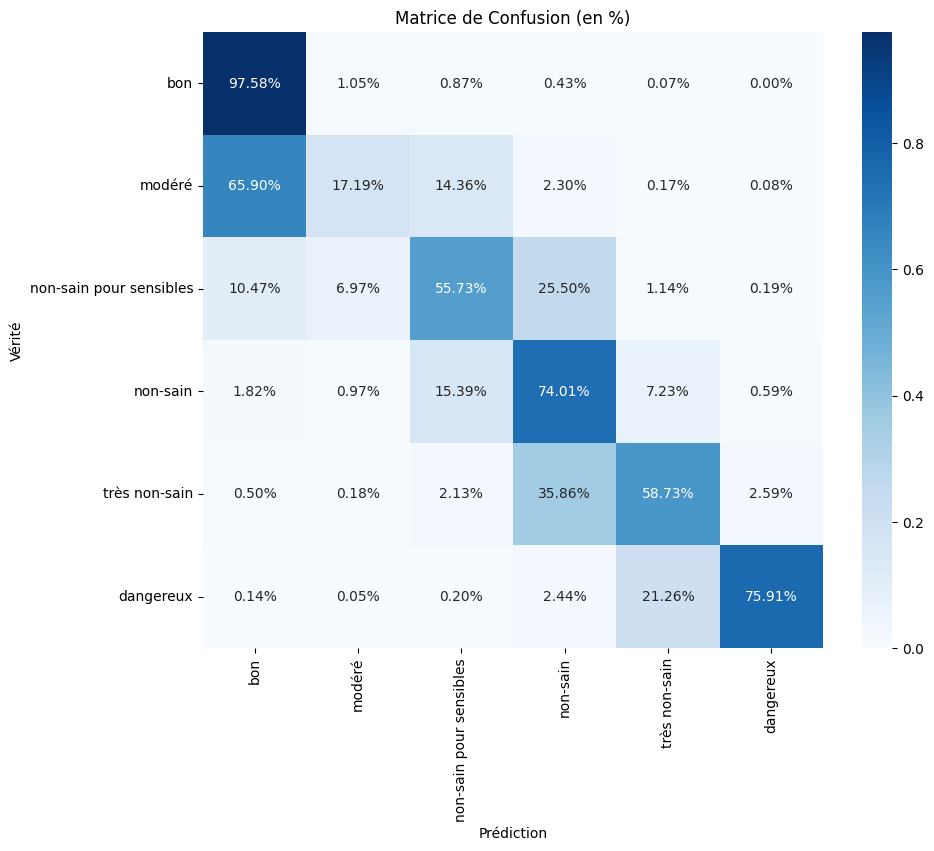 Matrice de Confusion (en %)
Vérité
bon 97.58% 1.05% 0.87% 0.43% 0.07% 0.00%
modéré 65.90% 17.19% 14.36% 2.30% 0.17% 0.08%
non-sain pour sensibles 10.47% 6.97% 55.73% 25.50% 1.14% 0.19%
non-sain 1.82% 0.97% 15.39% 74.01% 7.23% 0.59%
très non-sain 0.50% 0.18% 2.13% 35.86% 58.73% 2.59%
dangereux 0.14% 0.05% 0.20% 2.44% 21.26% 75.91%
bon
modéré
non-sain pour sensibles
non-sain
très non-sain
dangereux
Prédiction
0.8
0.6
0.4
0.2
0.0